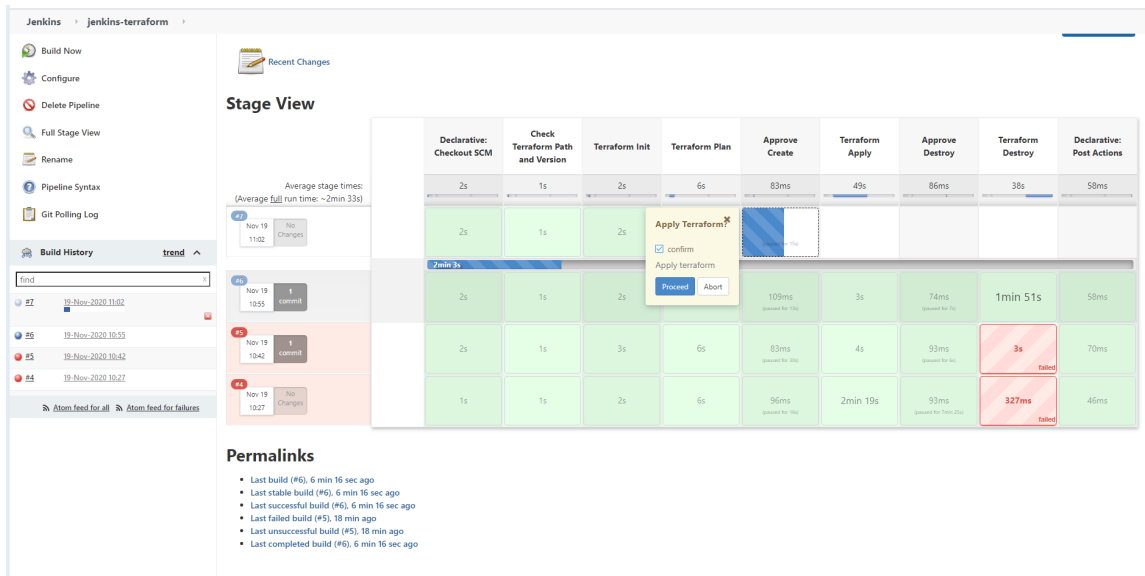 Jenkins jenkins-terraform
Build Now
Configure
Delete Pipeline
Full Stage View
Rename
Pipeline Syntax
Git Polling Log
Build History trend
find x
#7 19-Nov-2020 11:02
#6 19-Nov-2020 10:55
#5 19-Nov-2020 10:42
#4 19-Nov-2020 10:27
Atom feed for all Atom feed for failures
Recent Changes
Stage View
Declarative: Checkout SCM
Check Terraform Path and Version
Terraform Init
Terraform Plan
Approve Create
Terraform Apply
Approve Destroy
Terraform Destroy
Declarative: Post Actions
Average stage times:
(Average full run time: ~2min 33s)
2s 1s 2s 6s 83ms 49s 86ms 38s 58ms
#7
Nov 19
11:02
No Changes
2s 1s 2s
Apply Terraform?
confirm
Apply terraform
Proceed Abort
2min 3s
#6
Nov 19
10:55
1 commit
2s 1s 2s 109ms 3s 74ms 1min 51s 58ms
#5
Nov 19
10:42
1 commit
2s 1s 3s 6s 83ms 4s 93ms 3s 70ms
failed
#4
Nov 19
10:27
No Changes
1s 1s 2s 6s 96ms 2min 19s 93ms 327ms 46ms
failed
Permalinks
Last build (#6), 6 min 16 sec ago
Last stable build (#6), 6 min 16 sec ago
Last successful build (#6), 6 min 16 sec ago
Last failed build (#5), 18 min ago
Last unsuccessful build (#5), 18 min ago
Last completed build (#6), 6 min 16 sec ago